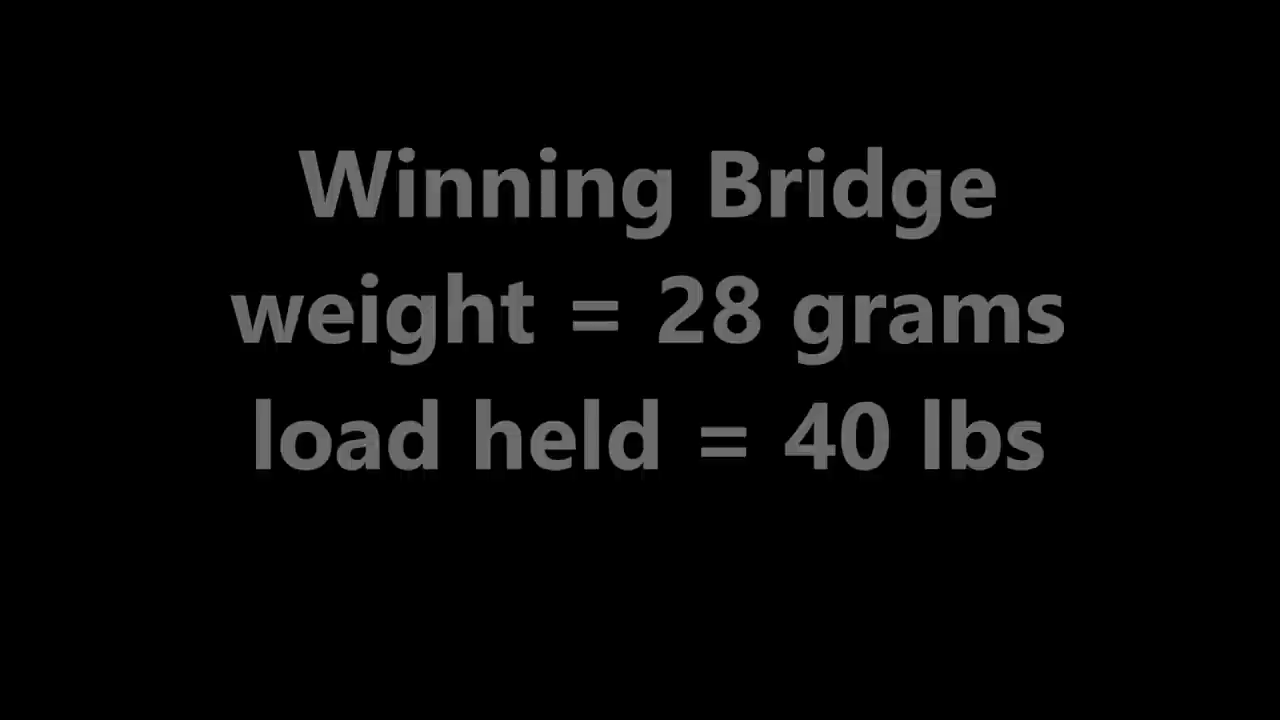 Winning Bridge
weight = 28 grams
load held = 40 lbs